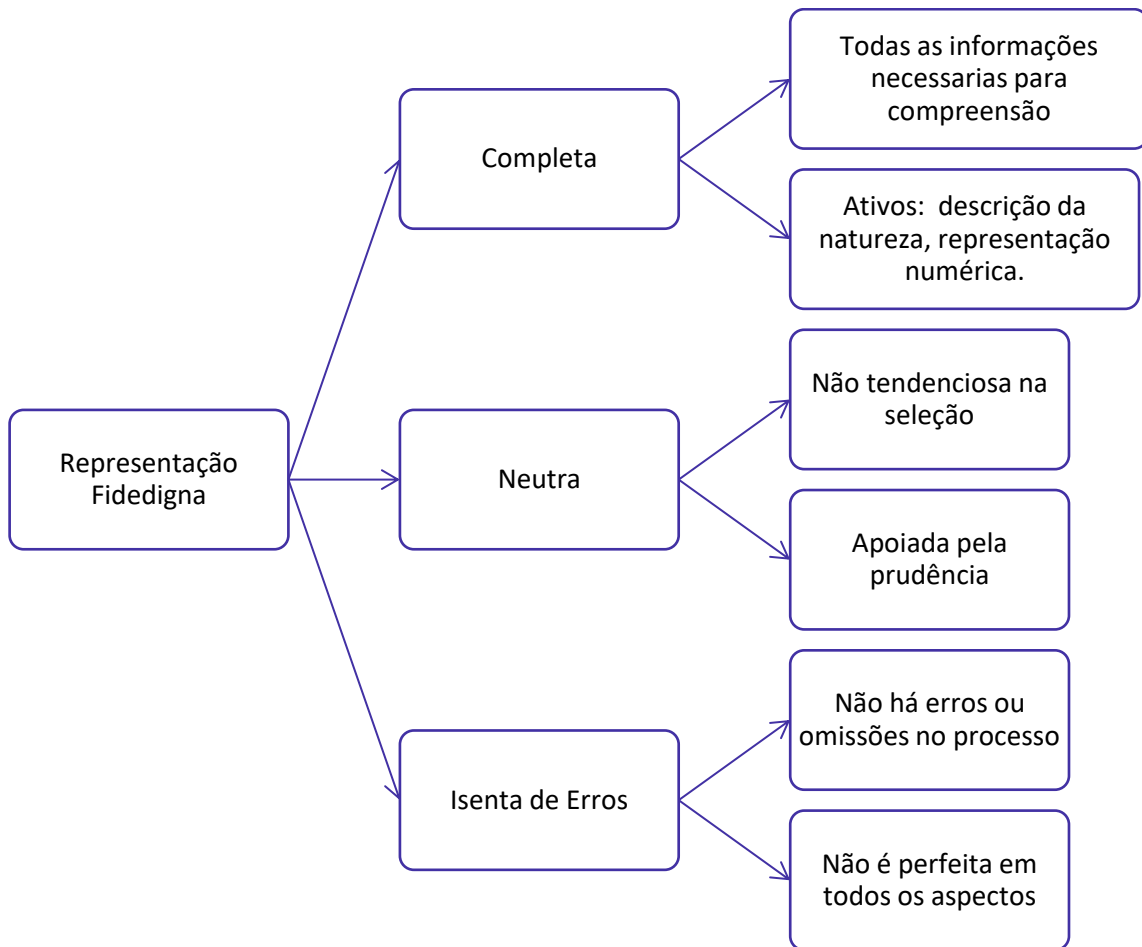 Representação
Fidedigna
Completa
Todas as informações
necessarias para
compreensão
Ativos:  descrição da
natureza, representação
numérica.
Neutra
Não tendenciosa na
seleção
Apoiada pela
prudência
Isenta de Erros
Não há erros ou
omissões no processo
Não é perfeita em
todos os aspectos